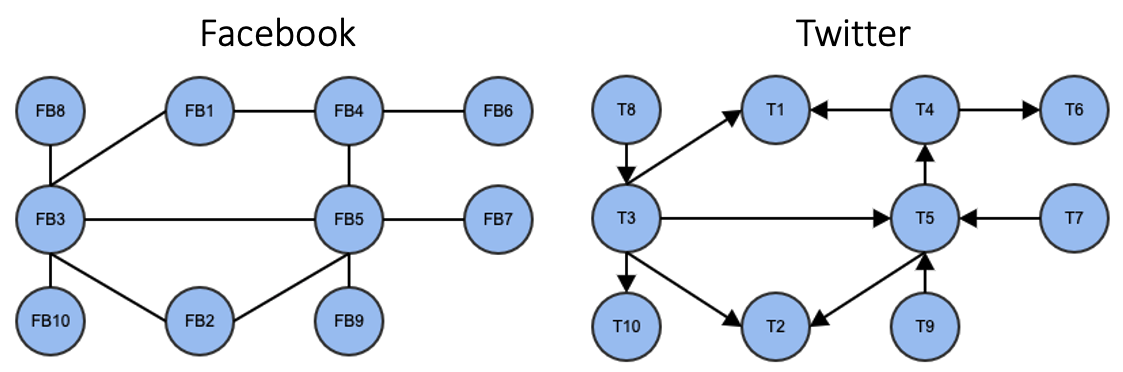 Facebook
FB8 FB1 FB4 FB6
FB3 FB5 FB7
FB10 FB2 FB9
Twitter
T8 T1 T4 T6
T3 T5 T7
T10 T2 T9